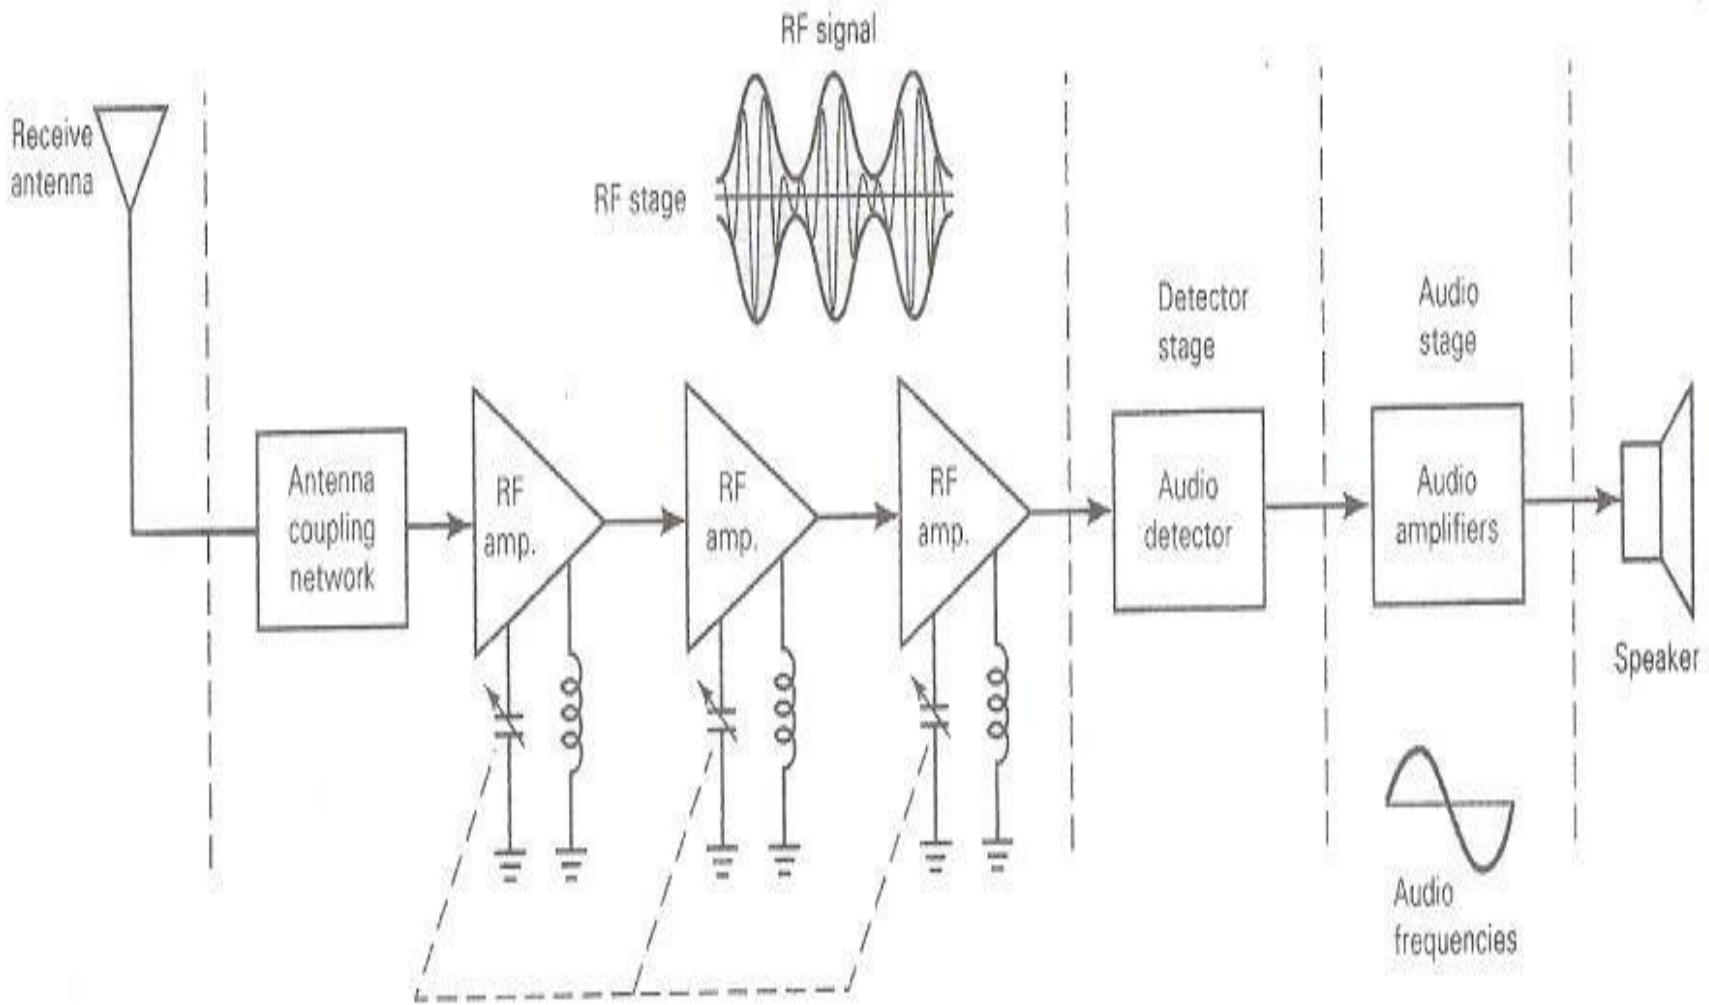 RF signal
Receive
antenna
RF stage
Detector
stage
Audio
stage
Antenna
coupling
network
RF
amp.
RF
amp.
RF
amp.
Audio
detector
Audio
amplifiers
Speaker
Audio
frequencies